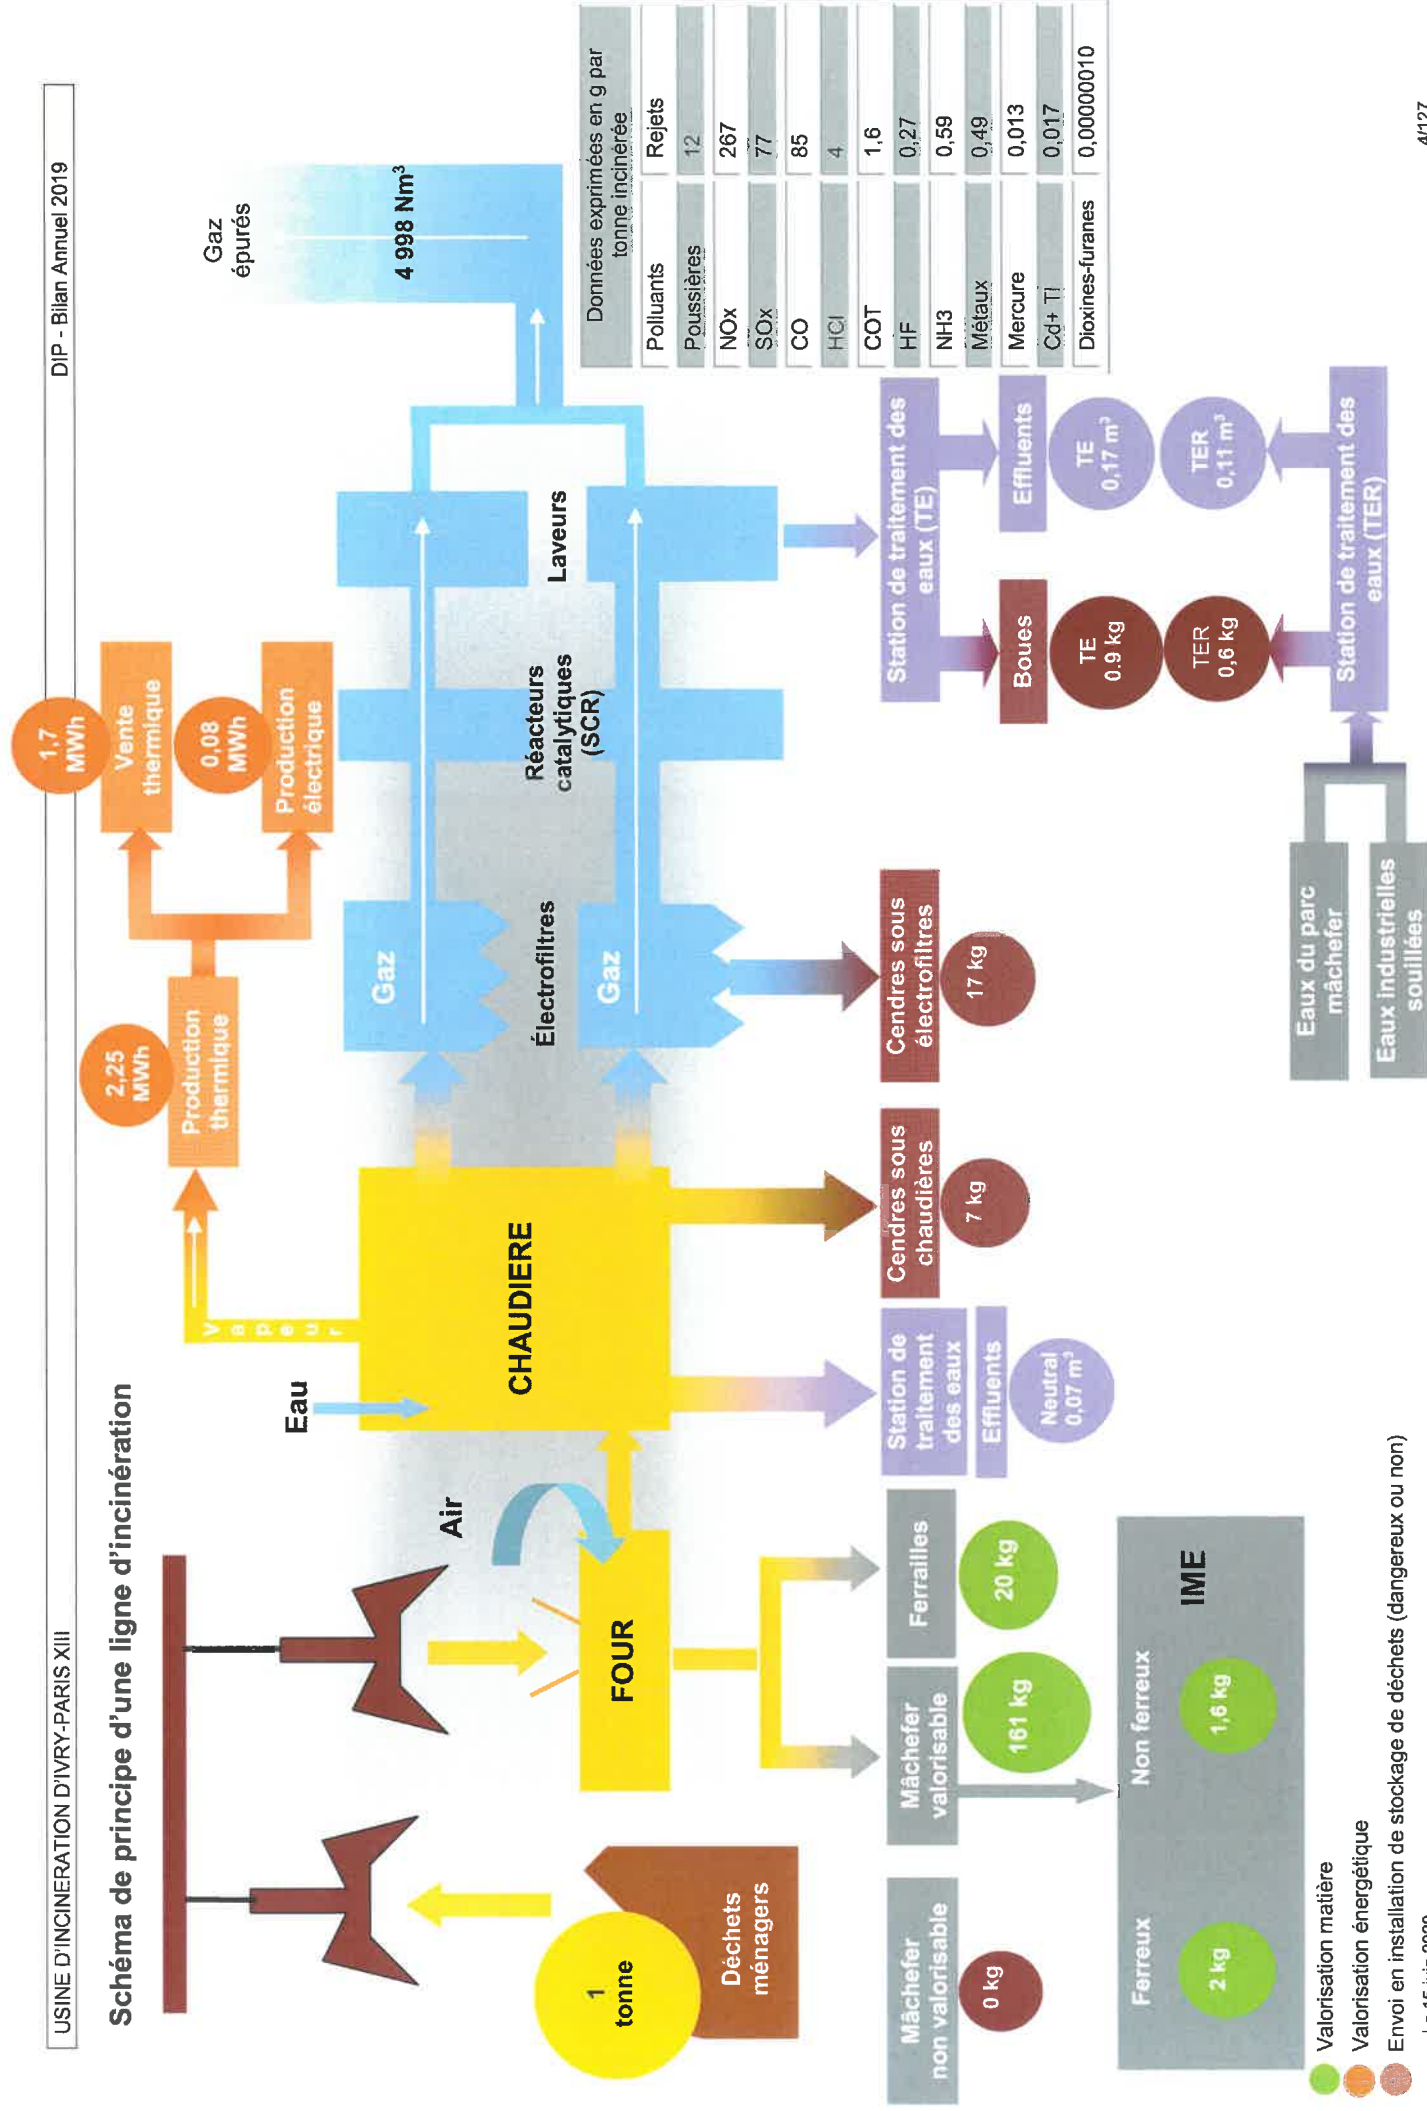 USINE D'INCINERATION D'IVRY-PARIS XIII
DIP - Bilan Annuel 2019
Schéma de principe d'une ligne d'incinération
1
tonne
Déchets
ménagers
FOUR
Air
Eau
CHAUDIERE
Vapeur
2,25
MWh
Production
thermique
1,7
MWh
Vente
thermique
0,08
MWh
Production
électrique
Gaz
Électrofiltres
Gaz
Réacteurs
catalytiques
(SCR)
Laveurs
Gaz
épurés
4 998 Nm³
Données exprimées en g par
tonne incinérée
Polluants Rejets
Poussières 12
NOx 267
SOx 77
CO 85
HCl 4
COT 1,6
HF 0,27
NH3 0,59
Métaux 0,49
Mercure 0,013
Cd+ Tl 0,017
Dioxines-furanes 0,00000010
Mâchefer
non valorisable
0 kg
Mâchefer
valorisable
161 kg
Ferrailles
20 kg
Station de
traitement
des eaux
Effluents
Neutral
0,07 m³
Cendres sous
chaudières
7 kg
Cendres sous
électrofiltres
17 kg
Station de traitement des
eaux (TE)
Boues
TE
0.9 kg
TER
0,6 kg
Effluents
TE
0,17 m³
TER
0,11 m³
Station de traitement des
eaux (TER)
Eaux du parc
mâchefer
Eaux industrielles
souillées
Ferreux
2 kg
Non ferreux
1,6 kg
IME
Valorisation matière
Valorisation énergétique
Envoi en installation de stockage de déchets (dangereux ou non)
4/127